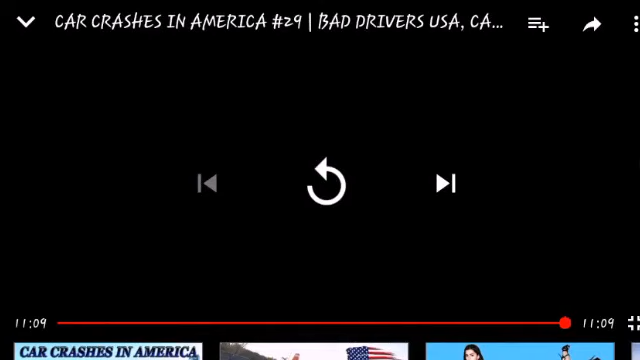 CAR CRASHES IN AMERICA #29 | BAD DRIVERS USA, CA...
11:09
11:09
CAR CRASHES IN AMERICA